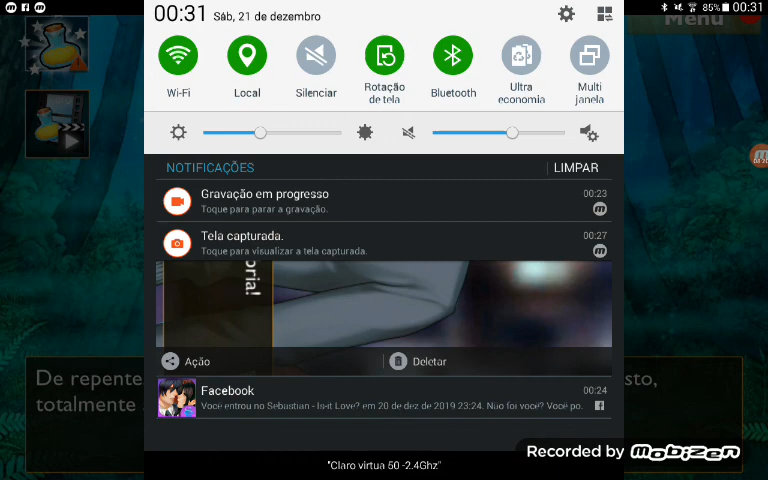 00:31 Sáb, 21 de dezembro
85% 00:31
Menu
Wi-Fi
Local
Silenciar
Rotação
de tela
Bluetooth
Ultra
economia
Multi
janela
NOTIFICAÇÕES
LIMPAR
Gravação em progresso
00:23
Toque para parar a gravação.
Tela capturada.
00:27
Toque para visualizar a tela capturada.
oria!
Ação
Deletar
Facebook
00:24
Você entrou no Sebastian - Is-it Love? em 20 de dez de 2019 23:24. Não foi você? Você po.
De repente
sto,
totalmente
Recorded by Mobizen
"Claro virtua 50 -2.4Ghz"